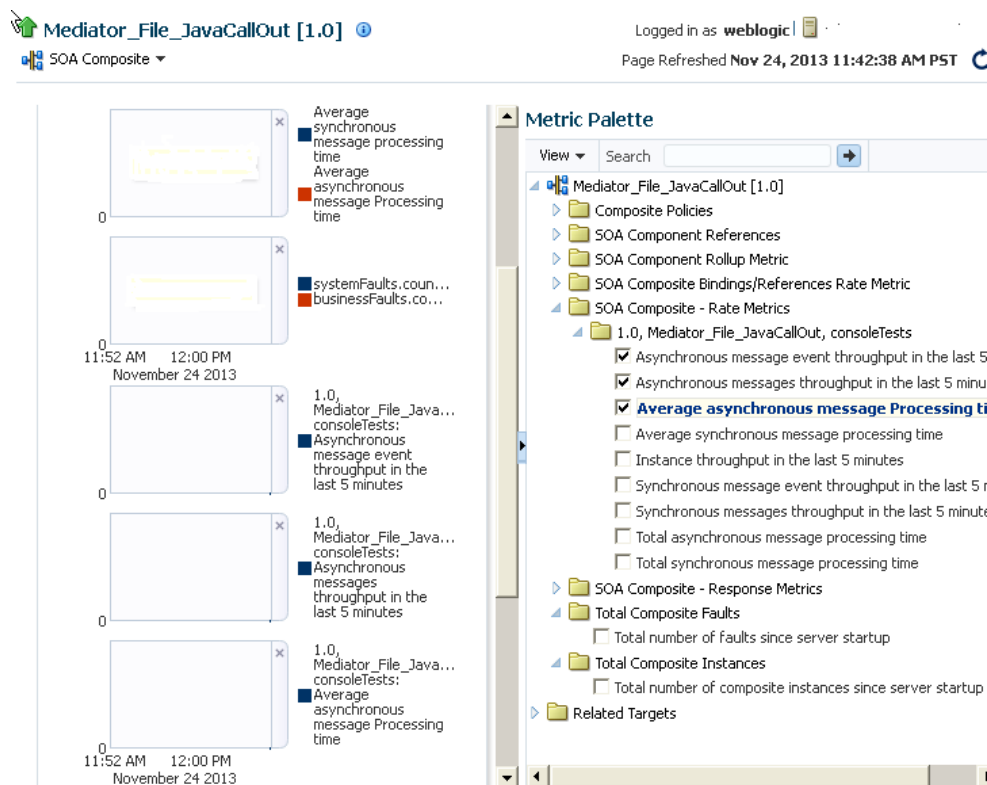 Mediator_File_JavaCallOut [1.0]
Logged in as weblogic
SOA Composite
Page Refreshed Nov 24, 2013 11:42:38 AM PST
Average
synchronous
message processing
time
Average
asynchronous
message Processing
time
0
systemFaults.coun...
businessFaults.co...
0
11:52 AM 12:00 PM
November 24 2013
1.0,
Mediator_File_Java...
consoleTests:
Asynchronous
message event
throughput in the
last 5 minutes
0
1.0,
Mediator_File_Java...
consoleTests:
Asynchronous
messages
throughput in the
last 5 minutes
0
1.0,
Mediator_File_Java...
consoleTests:
Average
asynchronous
message Processing
time
0
11:52 AM 12:00 PM
November 24 2013
Metric Palette
View Search
Mediator_File_JavaCallOut [1.0]
Composite Policies
SOA Component References
SOA Component Rollup Metric
SOA Composite Bindings/References Rate Metric
SOA Composite - Rate Metrics
1.0, Mediator_File_JavaCallOut, consoleTests
Asynchronous message event throughput in the last 5
Asynchronous messages throughput in the last 5 minu
Average asynchronous message Processing ti
Average synchronous message processing time
Instance throughput in the last 5 minutes
Synchronous message event throughput in the last 5
Synchronous messages throughput in the last 5 minute
Total asynchronous message processing time
Total synchronous message processing time
SOA Composite - Response Metrics
Total Composite Faults
Total number of faults since server startup
Total Composite Instances
Total number of composite instances since server startup
Related Targets